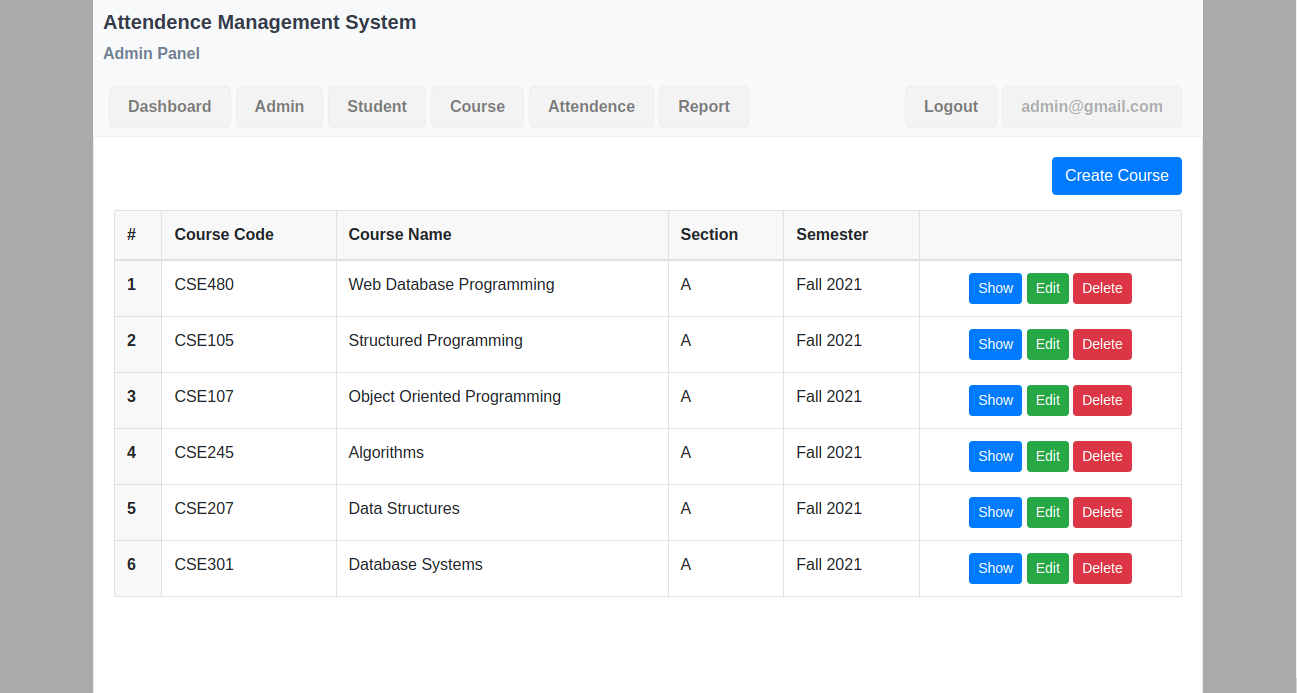 Attendence Management System
Admin Panel
Dashboard Admin Student Course Attendence Report Logout admin@gmail.com
Create Course
# Course Code Course Name Section Semester
1 CSE480 Web Database Programming A Fall 2021 Show Edit Delete
2 CSE105 Structured Programming A Fall 2021 Show Edit Delete
3 CSE107 Object Oriented Programming A Fall 2021 Show Edit Delete
4 CSE245 Algorithms A Fall 2021 Show Edit Delete
5 CSE207 Data Structures A Fall 2021 Show Edit Delete
6 CSE301 Database Systems A Fall 2021 Show Edit Delete